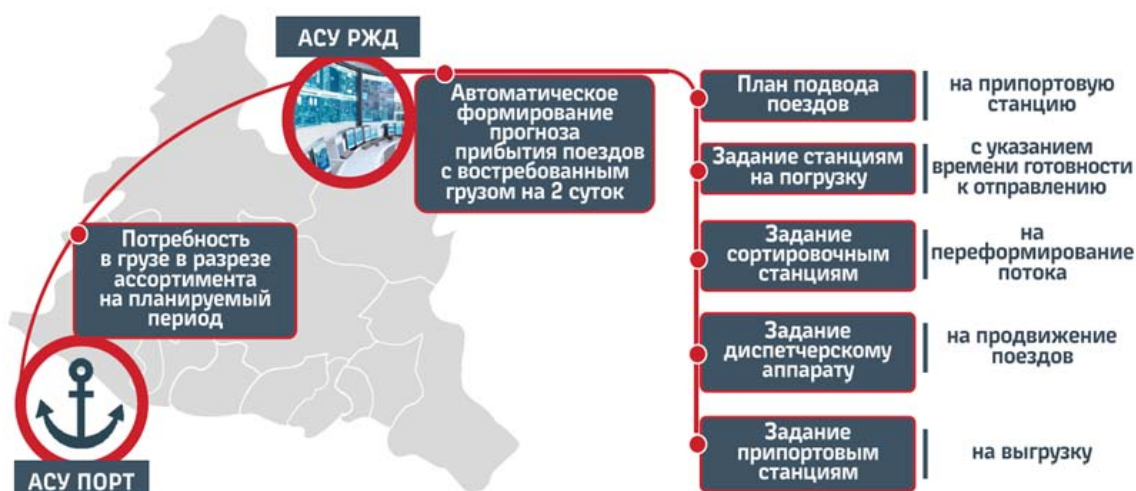 АСУ РЖД
Автоматическое
формирование
прогноза
прибытия поездов
с востребованным
грузом на 2 суток
Потребность
в грузе в разрезе
ассортимента
на планируемый
период
АСУ ПОРТ
План подвода
поездов
на припортовую
станцию
Задание станциям
на погрузку
с указанием
времени готовности
к отправлению
Задание
сортировочным
станциям
на
переформирование
потока
Задание
диспетчерскому
аппарату
на продвижение
поездов
Задание
припортовым
станциям
на выгрузку